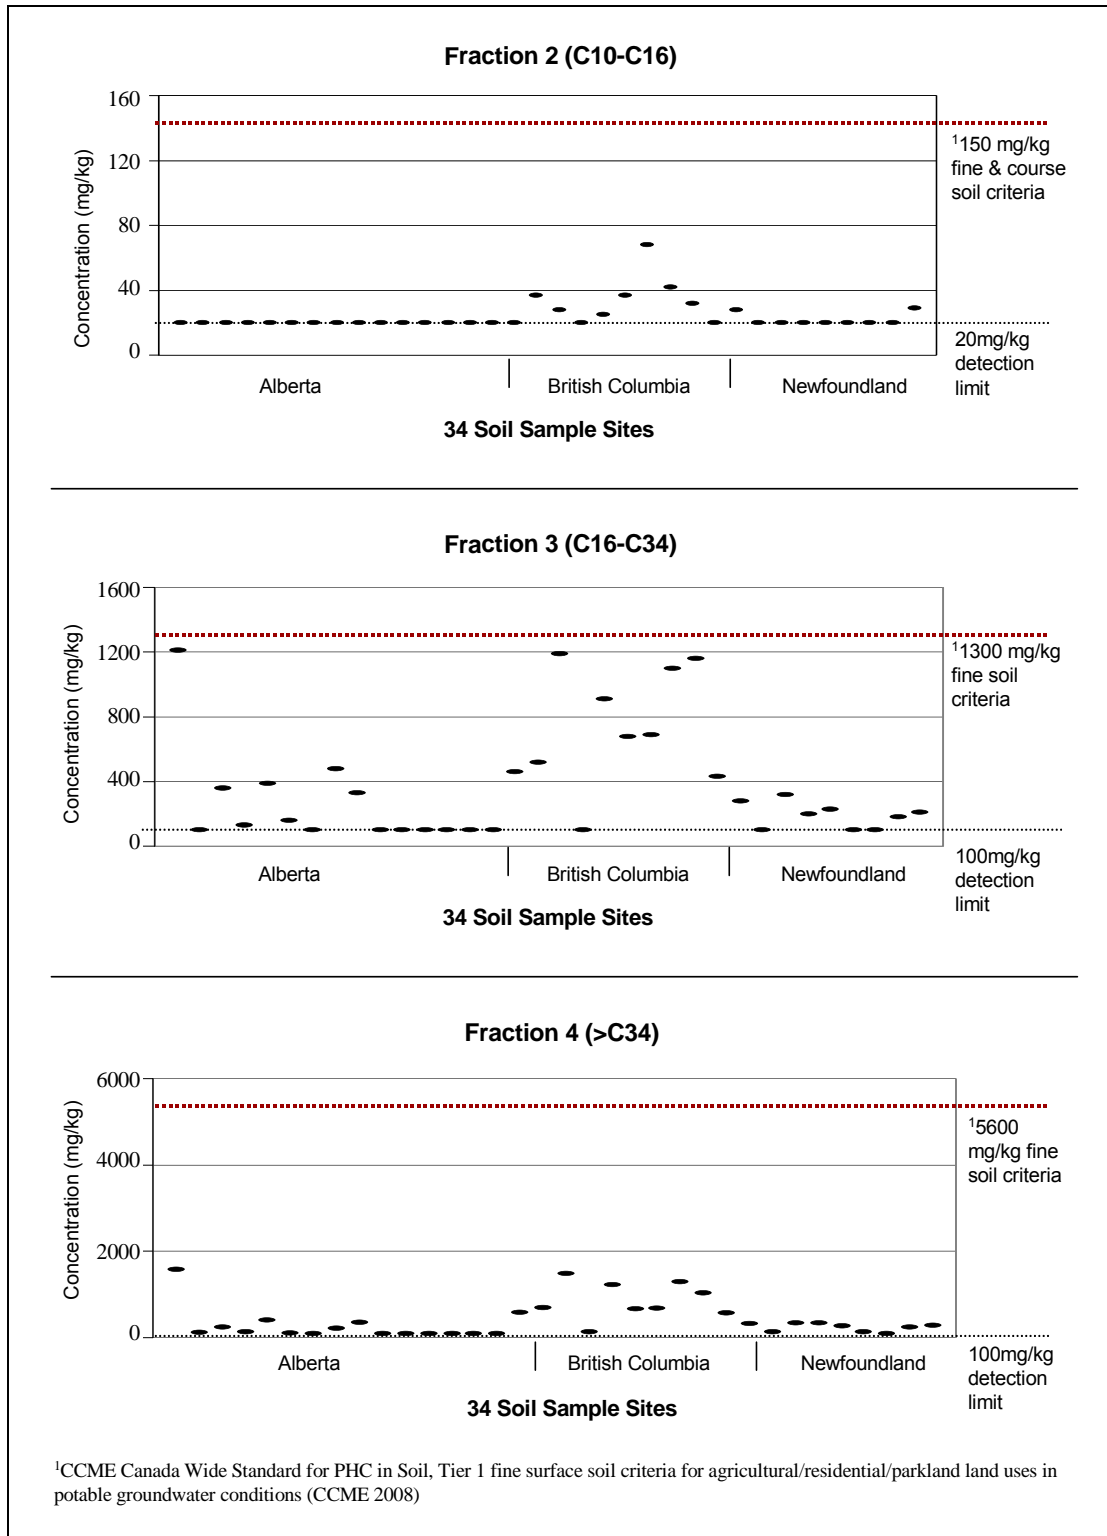 Fraction 2 (C10-C16)
Concentration (mg/kg)
160
120
80
40
0
¹150 mg/kg
fine & course
soil criteria
20mg/kg
detection
limit
Alberta
British Columbia
Newfoundland
34 Soil Sample Sites
Fraction 3 (C16-C34)
Concentration (mg/kg)
1600
1200
800
400
0
¹1300 mg/kg
fine soil
criteria
100mg/kg
detection
limit
Alberta
British Columbia
Newfoundland
34 Soil Sample Sites
Fraction 4 (>C34)
Concentration (mg/kg)
6000
4000
2000
0
¹5600
mg/kg fine
soil criteria
100mg/kg
detection
limit
Alberta
British Columbia
Newfoundland
34 Soil Sample Sites
¹CCME Canada Wide Standard for PHC in Soil, Tier 1 fine surface soil criteria for agricultural/residential/parkland land uses in
potable groundwater conditions (CCME 2008)